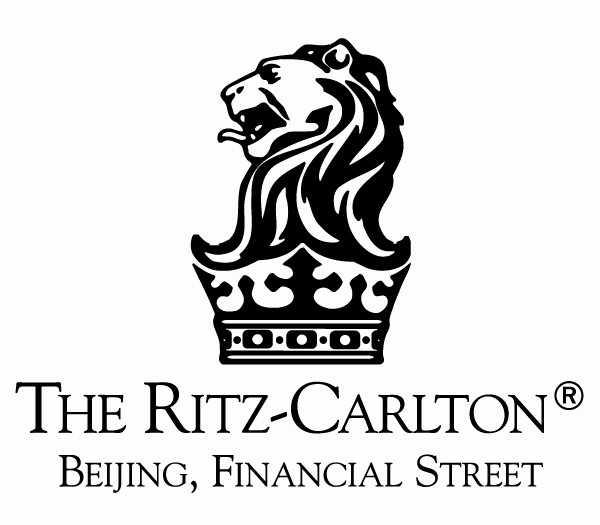 THE RITZ-CARLTON®
BEIJING, FINANCIAL STREET